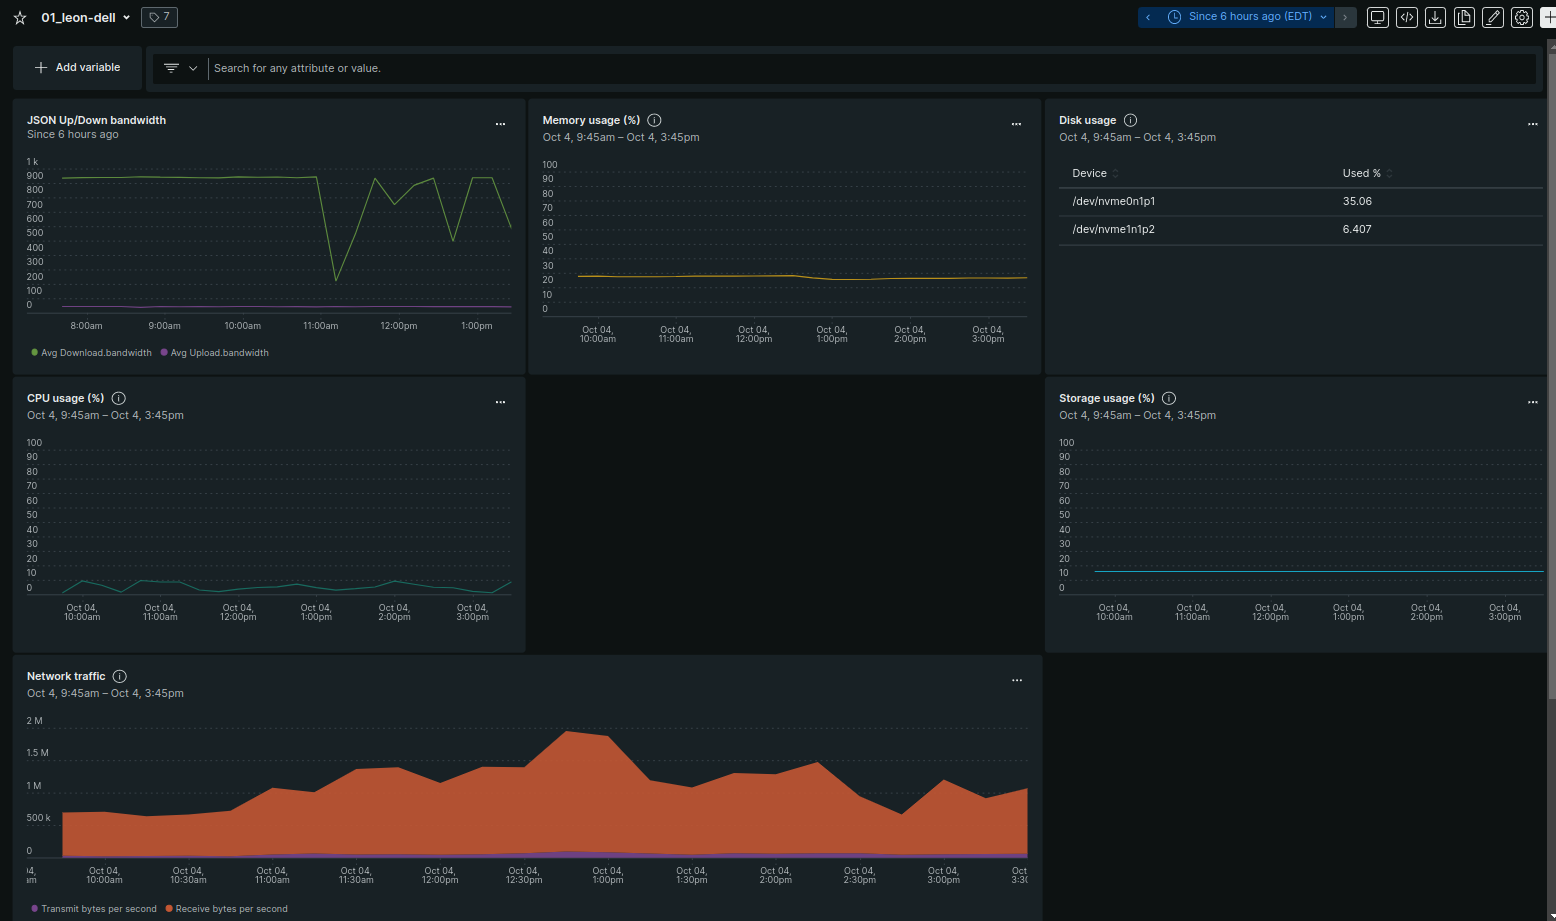 01_leon-dell
7
Since 6 hours ago (EDT)
Add variable
Search for any attribute or value.
JSON Up/Down bandwidth
Since 6 hours ago
1 k
900
800
700
600
500
400
300
200
100
0
8:00am 9:00am 10:00am 11:00am 12:00pm 1:00pm
Avg Download.bandwidth Avg Upload.bandwidth
Memory usage (%)
Oct 4, 9:45am – Oct 4, 3:45pm
100
90
80
70
60
50
40
30
20
10
0
Oct 04, Oct 04, Oct 04, Oct 04, Oct 04, Oct 04,
10:00am 11:00am 12:00pm 1:00pm 2:00pm 3:00pm
Disk usage
Oct 4, 9:45am – Oct 4, 3:45pm
Device Used %
/dev/nvme0n1p1 35.06
/dev/nvme1n1p2 6.407
CPU usage (%)
Oct 4, 9:45am – Oct 4, 3:45pm
100
90
80
70
60
50
40
30
20
10
0
Oct 04, Oct 04, Oct 04, Oct 04, Oct 04, Oct 04,
10:00am 11:00am 12:00pm 1:00pm 2:00pm 3:00pm
Storage usage (%)
Oct 4, 9:45am – Oct 4, 3:45pm
100
90
80
70
60
50
40
30
20
10
0
Oct 04, Oct 04, Oct 04, Oct 04, Oct 04, Oct 04,
10:00am 11:00am 12:00pm 1:00pm 2:00pm 3:00pm
Network traffic
Oct 4, 9:45am – Oct 4, 3:45pm
2 M
1.5 M
1 M
500 k
0
Oct 04, Oct 04, Oct 04, Oct 04, Oct 04, Oct 04, Oct 04, Oct 04, Oct 04, Oct 04, Oct 04, Oct
10:00am 10:30am 11:00am 11:30am 12:00pm 12:30pm 1:00pm 1:30pm 2:00pm 2:30pm 3:00pm
Transmit bytes per second Receive bytes per second